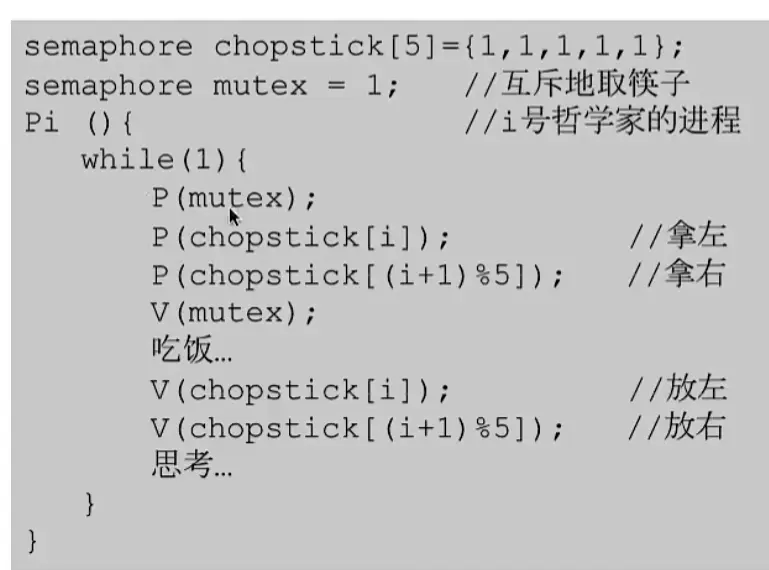 semaphore chopstick[5]={1,1,1,1,1};
semaphore mutex = 1; //互斥地取筷子
Pi (){ //i号哲学家的进程
while(1){
P(mutex);
P(chopstick[i]); //拿左
P(chopstick[(i+1)%5]); //拿右
V(mutex);
吃饭…
V(chopstick[i]); //放左
V(chopstick[(i+1)%5]); //放右
思考…
}
}